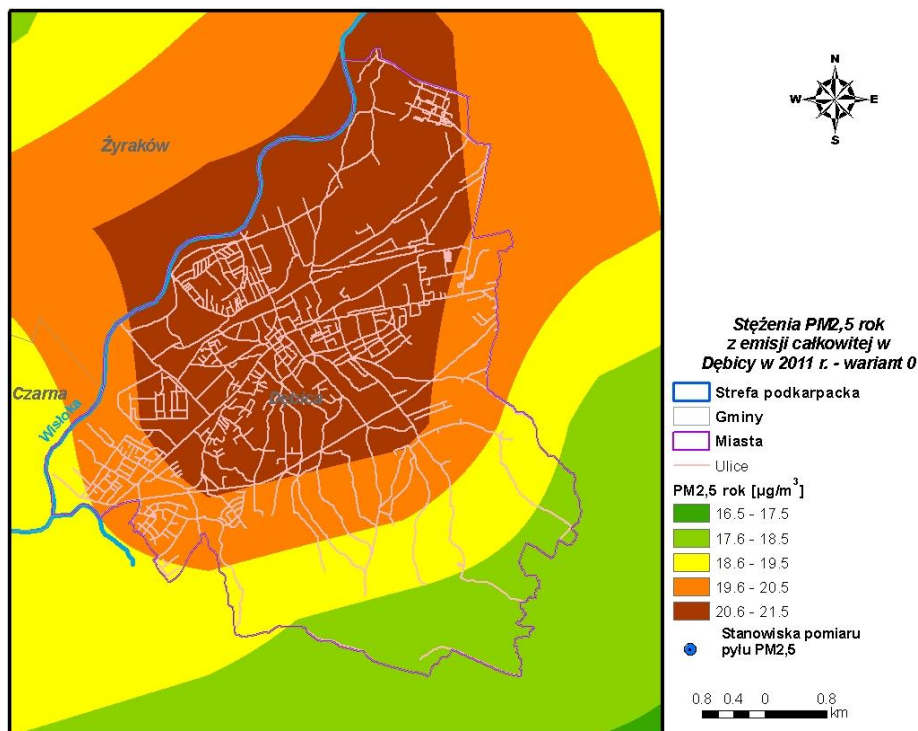 Żyraków
Czarna
Wisłoka
Dębica
N
W
E
S
Stężenia PM2,5 rok
z emisji całkowitej w
Dębicy w 2011 r. - wariant 0
Strefa podkarpacka
Gminy
Miasta
Ulice
PM2,5 rok [µg/m³]
16.5 - 17.5
17.6 - 18.5
18.6 - 19.5
19.6 - 20.5
20.6 - 21.5
Stanowiska pomiaru
pyłu PM2,5
0.8 0.4 0 0.8
km